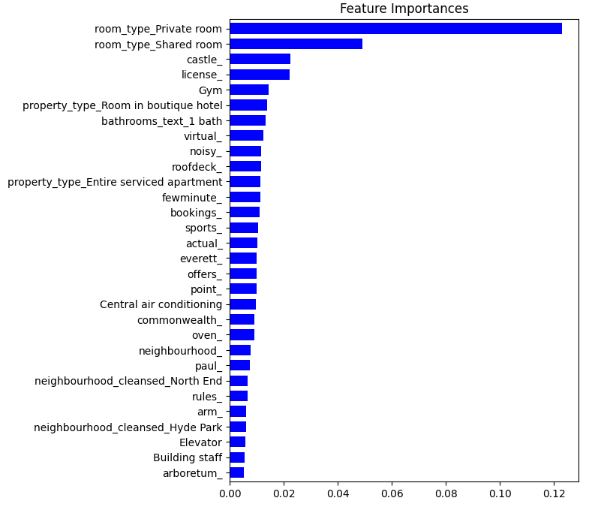 Feature Importances
room_type_Private room
room_type_Shared room
castle_
license_
Gym
property_type_Room in boutique hotel
bathrooms_text_1 bath
virtual_
noisy_
roofdeck_
property_type_Entire serviced apartment
fewminute_
bookings_
sports_
actual_
everett_
offers_
point_
Central air conditioning
commonwealth_
oven_
neighbourhood_
paul_
neighbourhood_cleansed_North End
rules_
arm_
neighbourhood_cleansed_Hyde Park
Elevator
Building staff
arboretum_
0.00 0.02 0.04 0.06 0.08 0.10 0.12